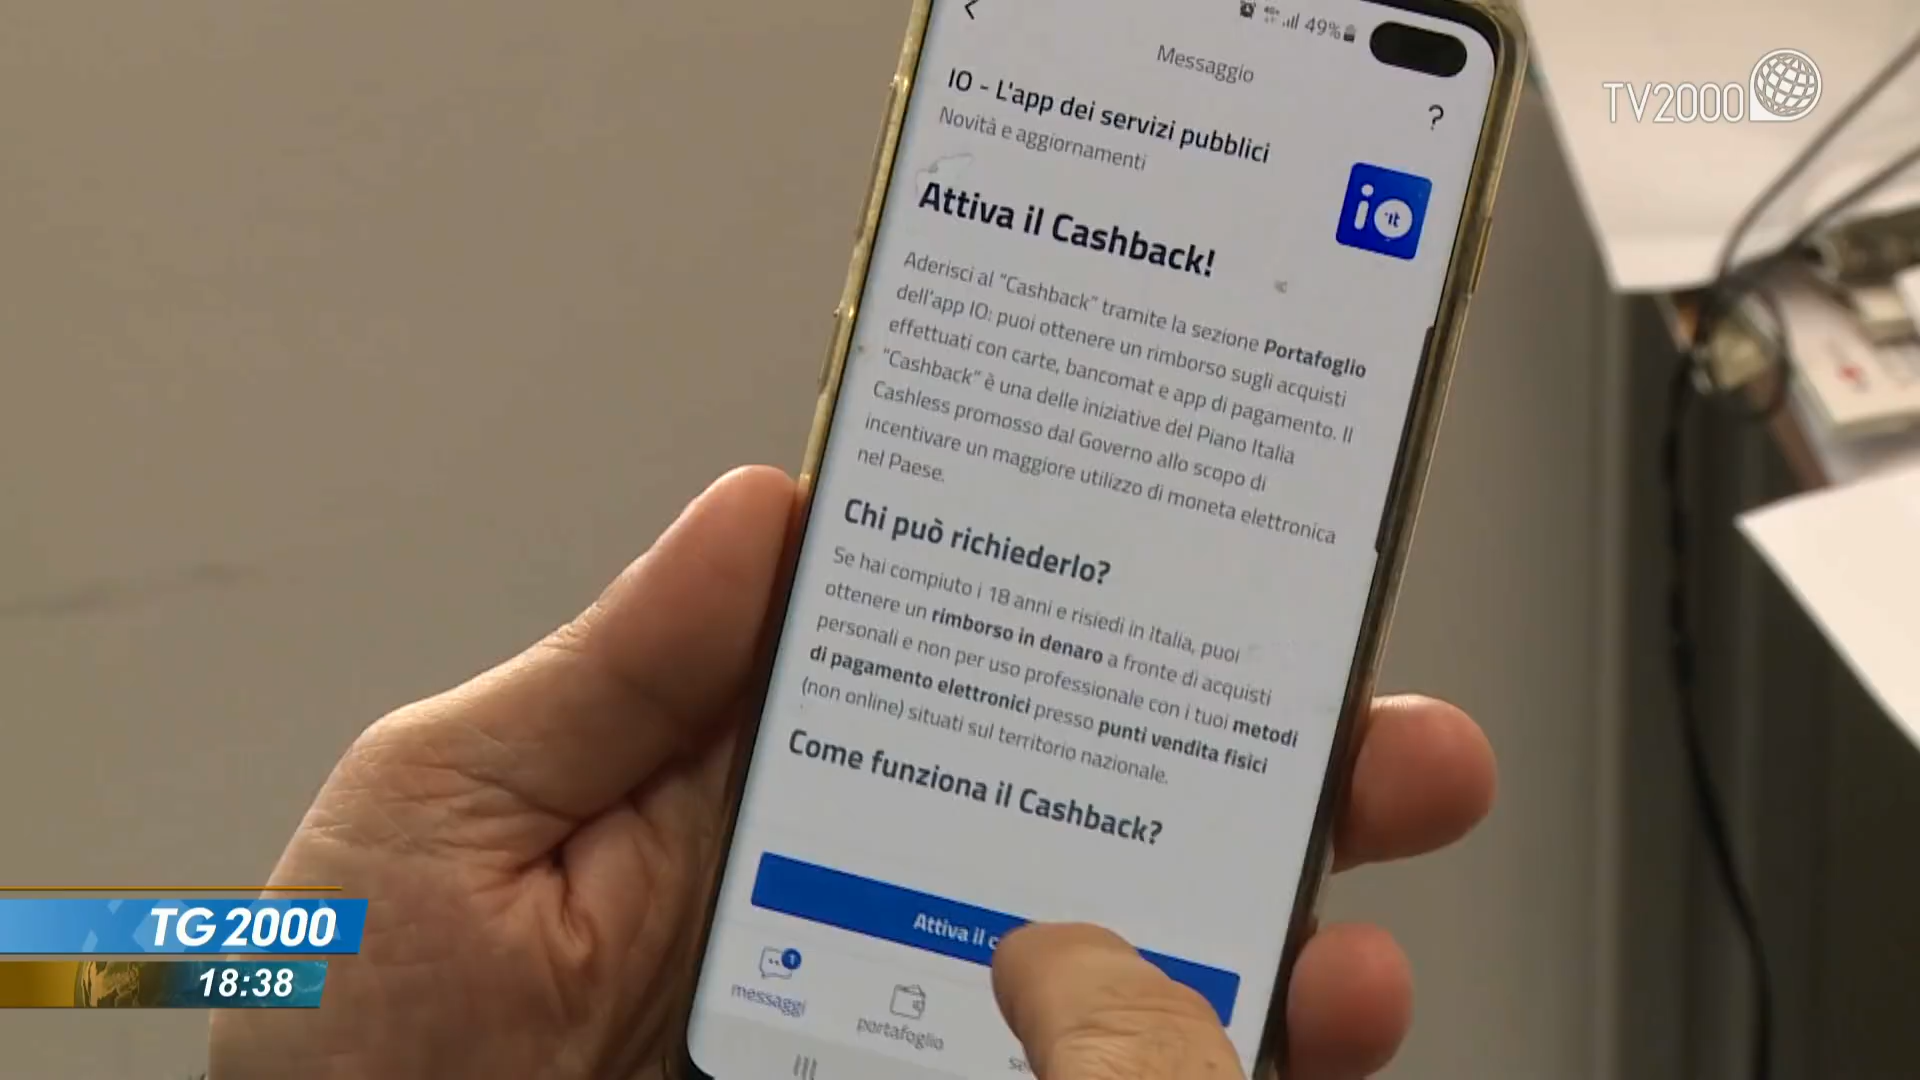 49%
Messaggio
TV2000
IO - L'app dei servizi pubblici
Novità e aggiornamenti
?
io it
Attiva il Cashback!
Aderisci al “Cashback” tramite la sezione Portafoglio
dell'app IO: puoi ottenere un rimborso sugli acquisti
effettuati con carte, bancomat e app di pagamento. Il
“Cashback” è una delle iniziative del Piano Italia
Cashless promosso dal Governo allo scopo di
incentivare un maggiore utilizzo di moneta elettronica
nel Paese.
Chi può richiederlo?
Se hai compiuto i 18 anni e risiedi in Italia, puoi
ottenere un rimborso in denaro a fronte di acquisti
personali e non per uso professionale con i tuoi metodi
di pagamento elettronici presso punti vendita fisici
(non online) situati sul territorio nazionale.
Come funziona il Cashback?
Attiva il c
1
messaggi
portafoglio
TG 2000
18:38